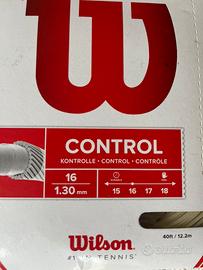 W
CONTROL
KONTROLLE • CONTROL • CONTRÔLE
16
1.30 mm
15 16 17 18
Wilson
#1 IN TENNIS
40ft / 12.2m
subito